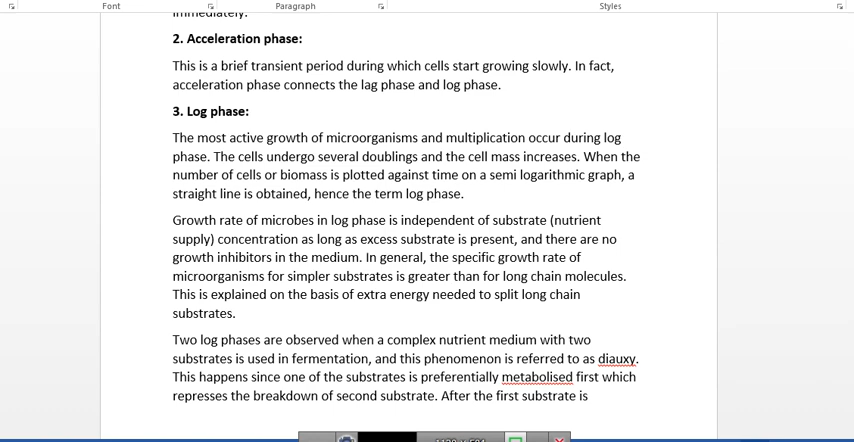 Font Paragraph Styles
immediately.
2. Acceleration phase:
This is a brief transient period during which cells start growing slowly. In fact,
acceleration phase connects the lag phase and log phase.
3. Log phase:
The most active growth of microorganisms and multiplication occur during log
phase. The cells undergo several doublings and the cell mass increases. When the
number of cells or biomass is plotted against time on a semi logarithmic graph, a
straight line is obtained, hence the term log phase.
Growth rate of microbes in log phase is independent of substrate (nutrient
supply) concentration as long as excess substrate is present, and there are no
growth inhibitors in the medium. In general, the specific growth rate of
microorganisms for simpler substrates is greater than for long chain molecules.
This is explained on the basis of extra energy needed to split long chain
substrates.
Two log phases are observed when a complex nutrient medium with two
substrates is used in fermentation, and this phenomenon is referred to as diauxy.
This happens since one of the substrates is preferentially metabolised first which
represses the breakdown of second substrate. After the first substrate is